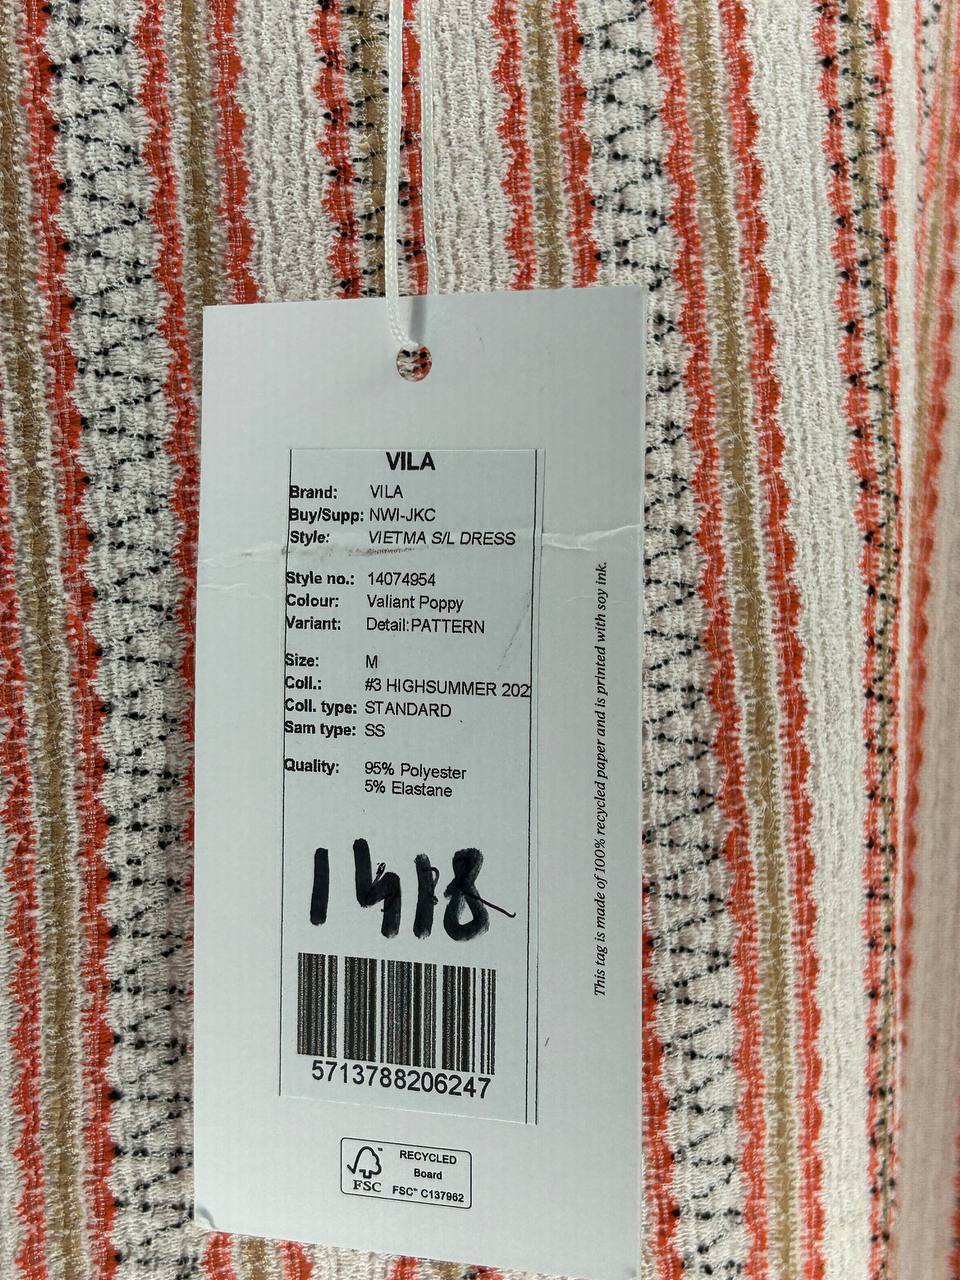 VILA
Brand: VILA
Buy/Supp: NWI-JKC
Style: VIETMA S/L DRESS
Style no.: 14074954
Colour: Valiant Poppy
Variant: Detail:PATTERN
Size: M
Coll.: #3 HIGHSUMMER 202
Coll. type: STANDARD
Sam type: SS
Quality: 95% Polyester
5% Elastane
1418
5713788206247
FSC
RECYCLED
Board
FSC™ C137962
This tag is made of 100% recycled paper and is printed with soy ink.